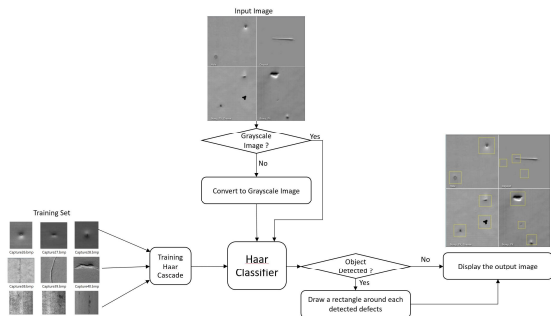 Input Image
Grayscale
Image ?
Yes
No
Convert to Grayscale Image
Training Set
Training
Haar
Cascade
Haar
Classifier
Object
Detected ?
No
Display the output image
Yes
Draw a rectangle around each
detected defects